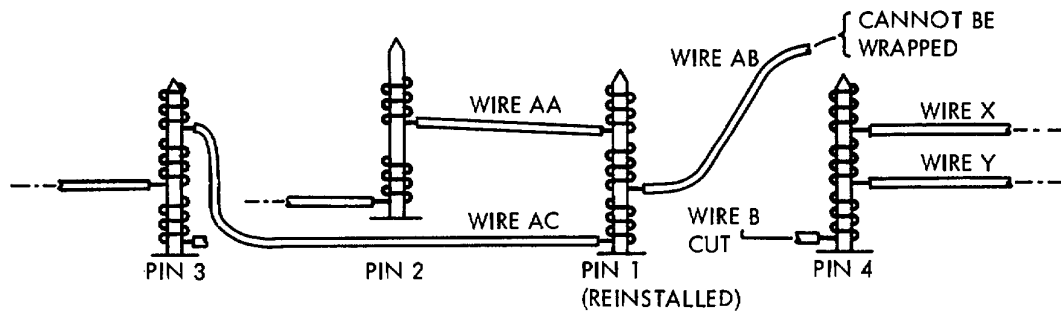 CANNOT BE
WRAPPED
WIRE AB
WIRE AA
WIRE X
WIRE Y
WIRE AC
WIRE B
CUT
PIN 3
PIN 2
PIN 1
(REINSTALLED)
PIN 4